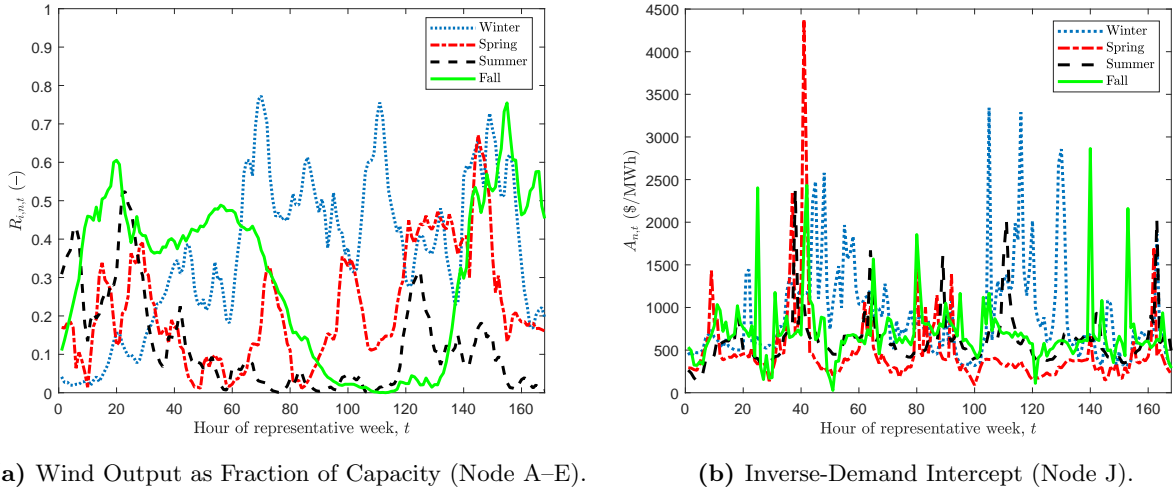 1
0.9
0.8
0.7
0.6
0.5
0.4
0.3
0.2
0.1
0
R_{i,n,t} (−)
Winter
Spring
Summer
Fall
0 20 40 60 80 100 120 140 160
Hour of representative week, t
a) Wind Output as Fraction of Capacity (Node A–E).
4500
4000
3500
3000
2500
2000
1500
1000
500
0
A_{n,t} ($/MWh)
Winter
Spring
Summer
Fall
0 20 40 60 80 100 120 140 160
Hour of representative week, t
(b) Inverse-Demand Intercept (Node J).